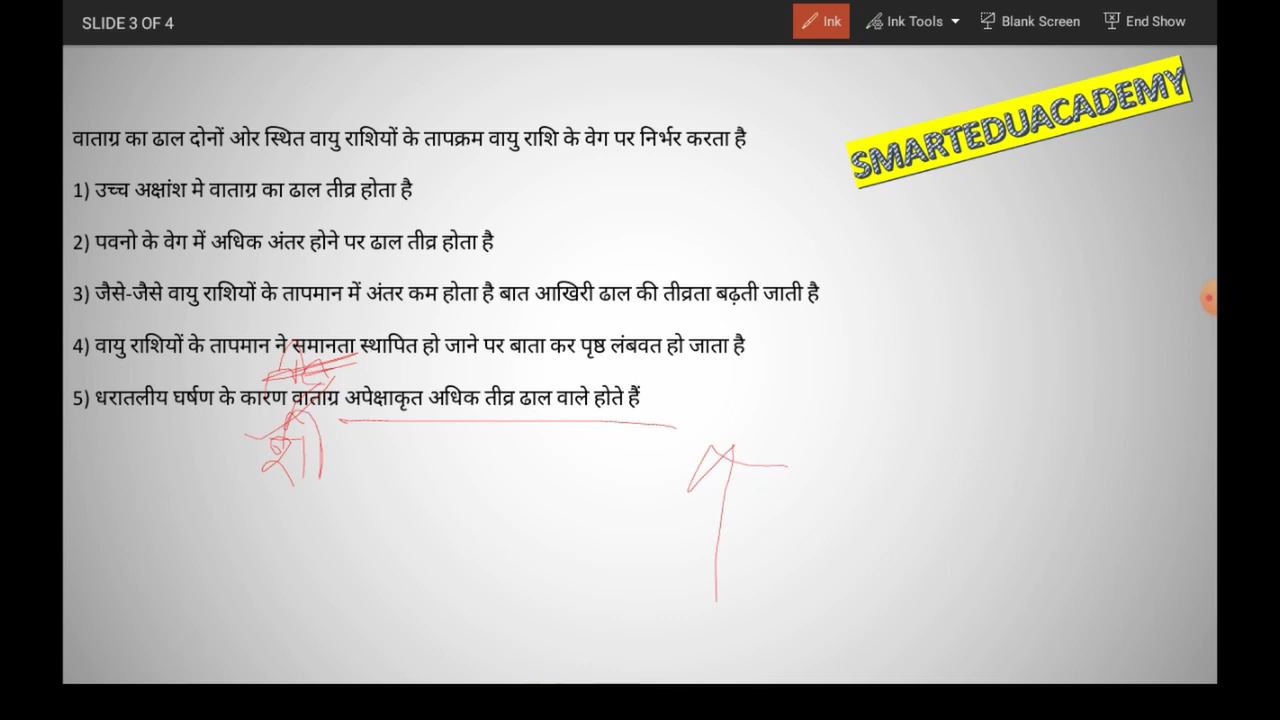 SLIDE 3 OF 4
Ink
Ink Tools
Blank Screen
End Show
SMARTEDUACADEMY
वाताग्र का ढाल दोनों ओर स्थित वायु राशियों के तापक्रम वायु राशि के वेग पर निर्भर करता है
1) उच्च अक्षांश मे वाताग्र का ढाल तीव्र होता है
2) पवनो के वेग में अधिक अंतर होने पर ढाल तीव्र होता है
3) जैसे-जैसे वायु राशियों के तापमान में अंतर कम होता है बात आखिरी ढाल की तीव्रता बढ़ती जाती है
4) वायु राशियों के तापमान ने समानता स्थापित हो जाने पर बाता कर पृष्ठ लंबवत हो जाता है
5) धरातलीय घर्षण के कारण वाताग्र अपेक्षाकृत अधिक तीव्र ढाल वाले होते हैं